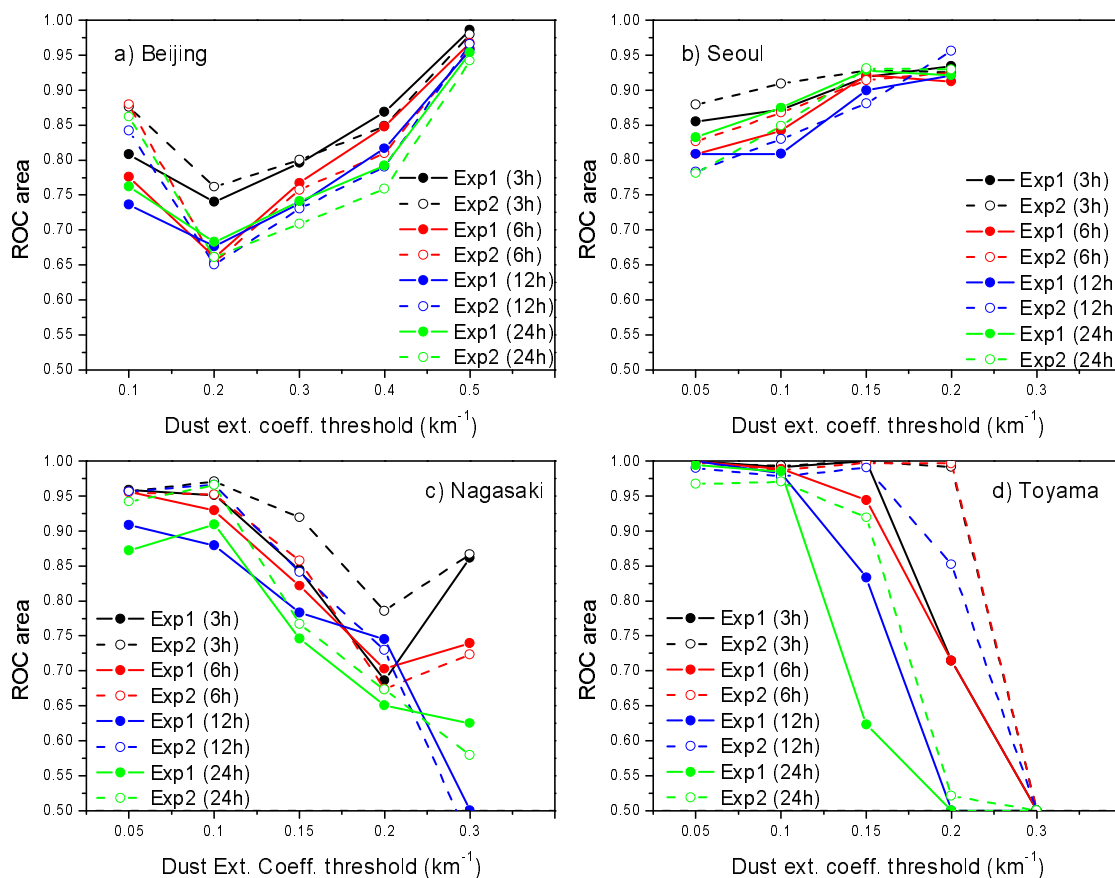 a) Beijing
1.00
0.95
0.90
0.85
0.80
0.75
0.70
0.65
0.60
0.55
0.50
ROC area
Exp1 (3h)
Exp2 (3h)
Exp1 (6h)
Exp2 (6h)
Exp1 (12h)
Exp2 (12h)
Exp1 (24h)
Exp2 (24h)
0.1 0.2 0.3 0.4 0.5
Dust ext. coeff. threshold (km⁻¹)
b) Seoul
1.00
0.95
0.90
0.85
0.80
0.75
0.70
0.65
0.60
0.55
0.50
ROC area
Exp1 (3h)
Exp2 (3h)
Exp1 (6h)
Exp2 (6h)
Exp1 (12h
Exp2 (12h
Exp1 (24h
Exp2 (24h
0.05 0.1 0.15 0.2 0.3
Dust ext. coeff. threshold (km⁻¹)
c) Nagasaki
1.00
0.95
0.90
0.85
0.80
0.75
0.70
0.65
0.60
0.55
0.50
ROC area
Exp1 (3h)
Exp2 (3h)
Exp1 (6h)
Exp2 (6h)
Exp1 (12h)
Exp2 (12h)
Exp1 (24h)
Exp2 (24h)
0.05 0.1 0.15 0.2 0.3
Dust Ext. Coeff. threshold (km⁻¹)
d) Toyama
1.00
0.95
0.90
0.85
0.80
0.75
0.70
0.65
0.60
0.55
0.50
ROC area
Exp1 (3h)
Exp2 (3h)
Exp1 (6h)
Exp2 (6h)
Exp1 (12h)
Exp2 (12h)
Exp1 (24h)
Exp2 (24h)
0.05 0.1 0.15 0.2 0.3
Dust ext. coeff. threshold (km⁻¹)